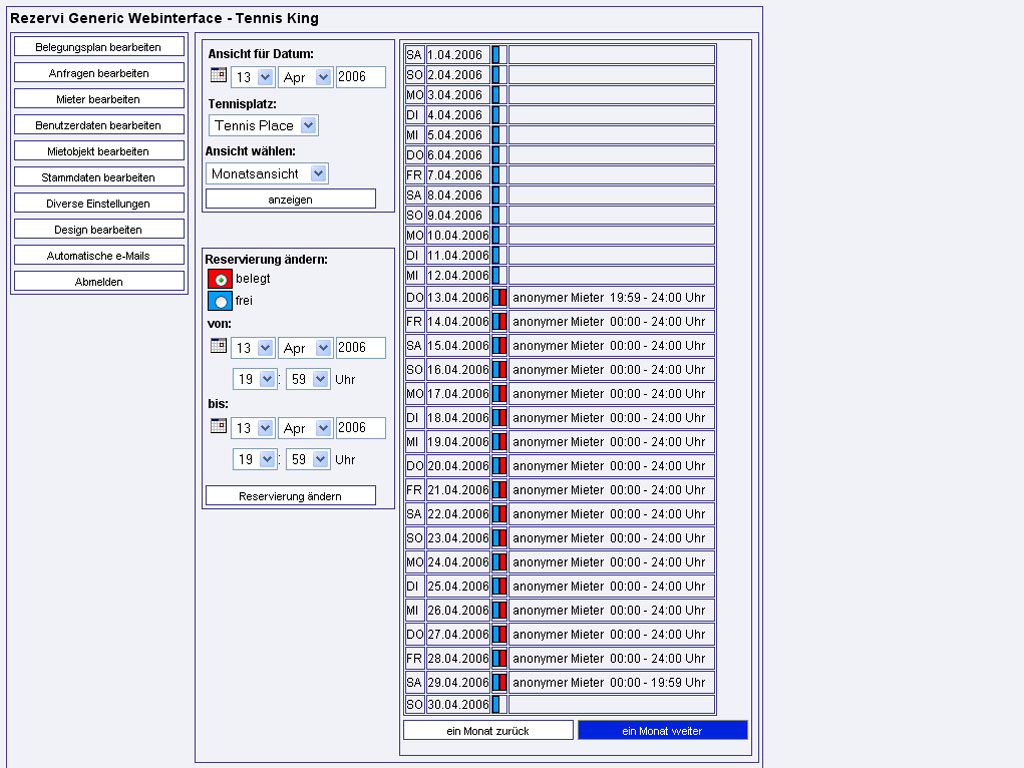 Rezervi Generic Webinterface - Tennis King
Belegungsplan bearbeiten
Anfragen bearbeiten
Mieter bearbeiten
Benutzerdaten bearbeiten
Mietobjekt bearbeiten
Stammdaten bearbeiten
Diverse Einstellungen
Design bearbeiten
Automatische e-Mails
Abmelden
Ansicht für Datum:
13 Apr 2006
Tennisplatz:
Tennis Place
Ansicht wählen:
Monatsansicht
anzeigen
Reservierung ändern:
belegt
frei
von:
13 Apr 2006
19 : 59 Uhr
bis:
13 Apr 2006
19 : 59 Uhr
Reservierung ändern
SA 1.04.2006
SO 2.04.2006
MO 3.04.2006
DI 4.04.2006
MI 5.04.2006
DO 6.04.2006
FR 7.04.2006
SA 8.04.2006
SO 9.04.2006
MO 10.04.2006
DI 11.04.2006
MI 12.04.2006
DO 13.04.2006 anonymer Mieter 19:59 - 24:00 Uhr
FR 14.04.2006 anonymer Mieter 00:00 - 24:00 Uhr
SA 15.04.2006 anonymer Mieter 00:00 - 24:00 Uhr
SO 16.04.2006 anonymer Mieter 00:00 - 24:00 Uhr
MO 17.04.2006 anonymer Mieter 00:00 - 24:00 Uhr
DI 18.04.2006 anonymer Mieter 00:00 - 24:00 Uhr
MI 19.04.2006 anonymer Mieter 00:00 - 24:00 Uhr
DO 20.04.2006 anonymer Mieter 00:00 - 24:00 Uhr
FR 21.04.2006 anonymer Mieter 00:00 - 24:00 Uhr
SA 22.04.2006 anonymer Mieter 00:00 - 24:00 Uhr
SO 23.04.2006 anonymer Mieter 00:00 - 24:00 Uhr
MO 24.04.2006 anonymer Mieter 00:00 - 24:00 Uhr
DI 25.04.2006 anonymer Mieter 00:00 - 24:00 Uhr
MI 26.04.2006 anonymer Mieter 00:00 - 24:00 Uhr
DO 27.04.2006 anonymer Mieter 00:00 - 24:00 Uhr
FR 28.04.2006 anonymer Mieter 00:00 - 24:00 Uhr
SA 29.04.2006 anonymer Mieter 00:00 - 19:59 Uhr
SO 30.04.2006
ein Monat zurück
ein Monat weiter